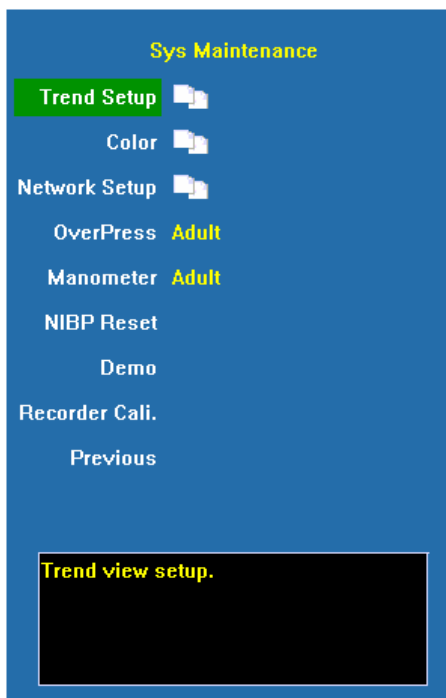 Sys Maintenance
Trend Setup
Color
Network Setup
OverPress Adult
Manometer Adult
NIBP Reset
Demo
Recorder Cali.
Previous
Trend view setup.